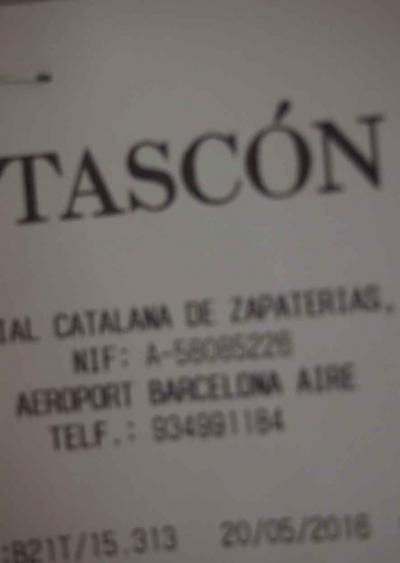 TASCÓN
IAL CATALANA DE ZAPATERIAS,
NIF: A-58085226
AEROPORT BARCELONA AIRE
TELF.: 934991184
:B21T/15.313 20/05/2016